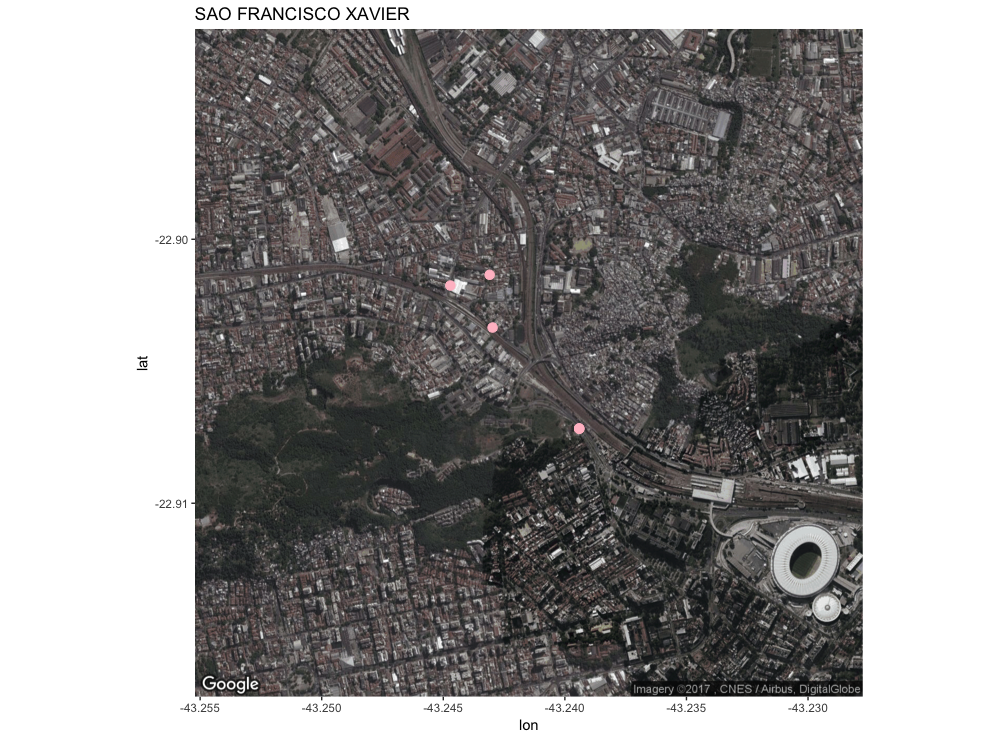 SAO FRANCISCO XAVIER
-22.90
lat
-22.91
Google
Imagery ©2017 , CNES / Airbus, DigitalGlobe
-43.255 -43.250 -43.245 -43.240 -43.235 -43.230
lon